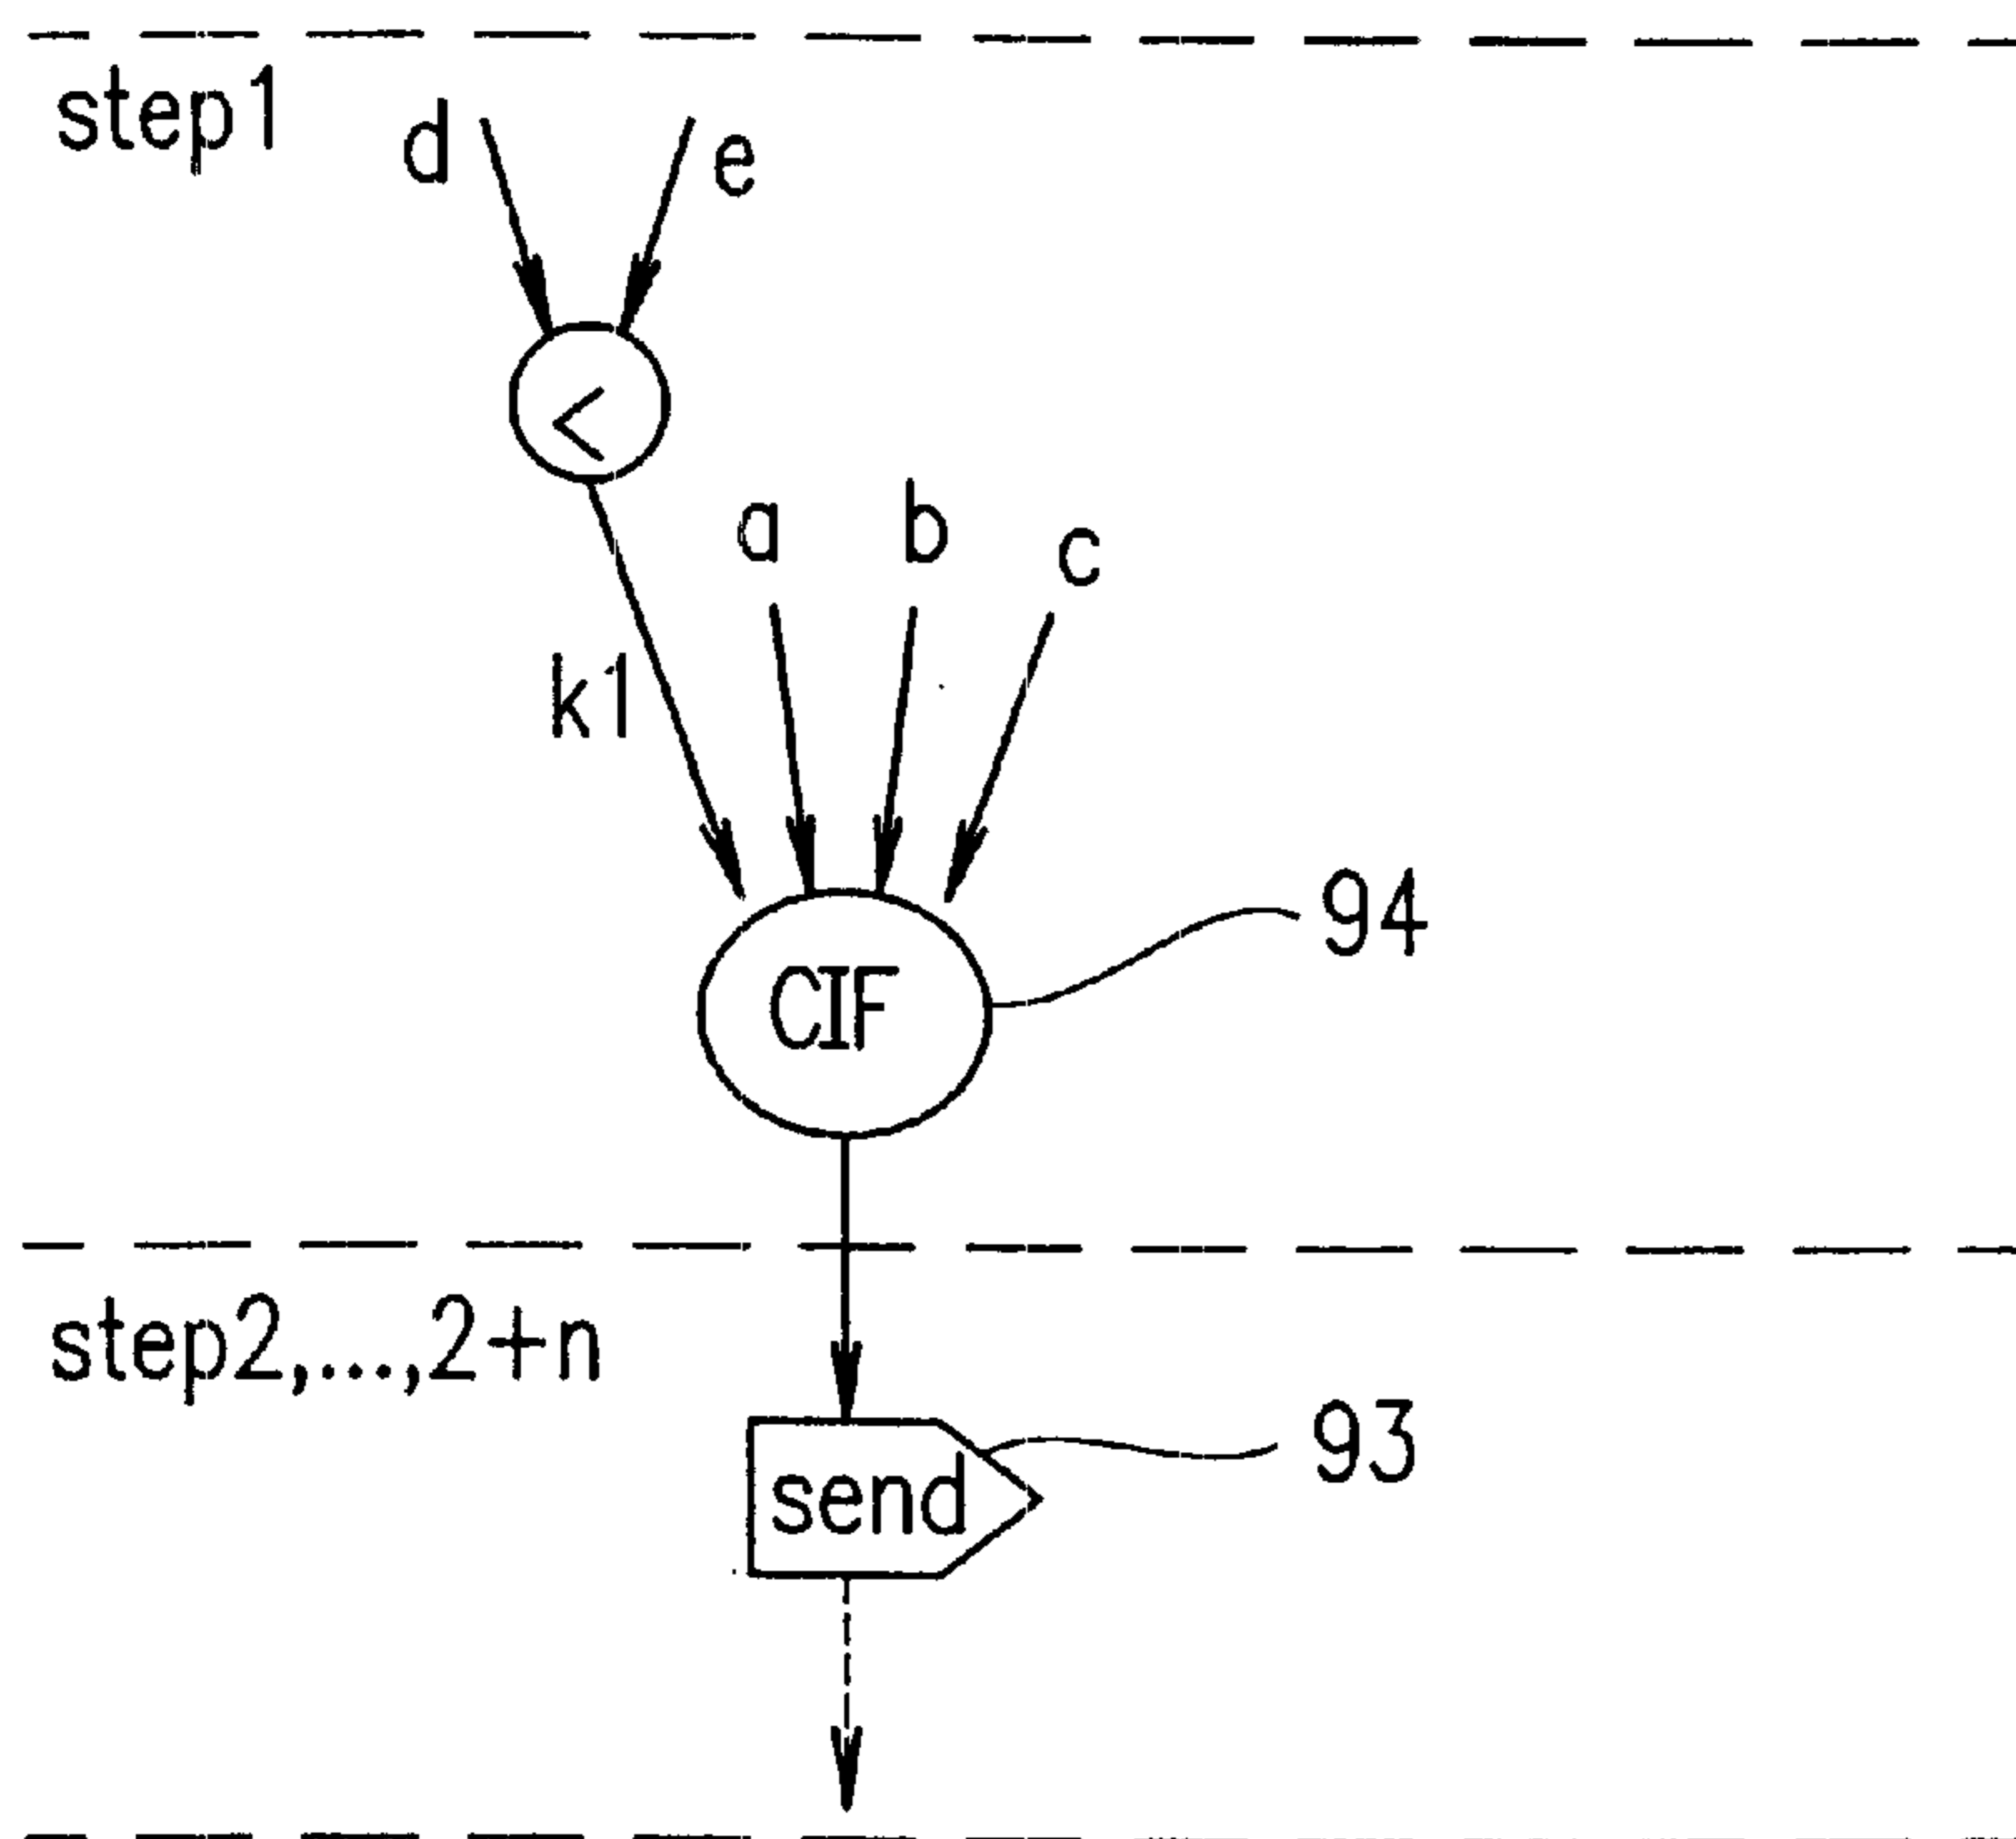 step1
d
e
<
a
b
c
k1
94
CIF
step2,...,2+n
93
send